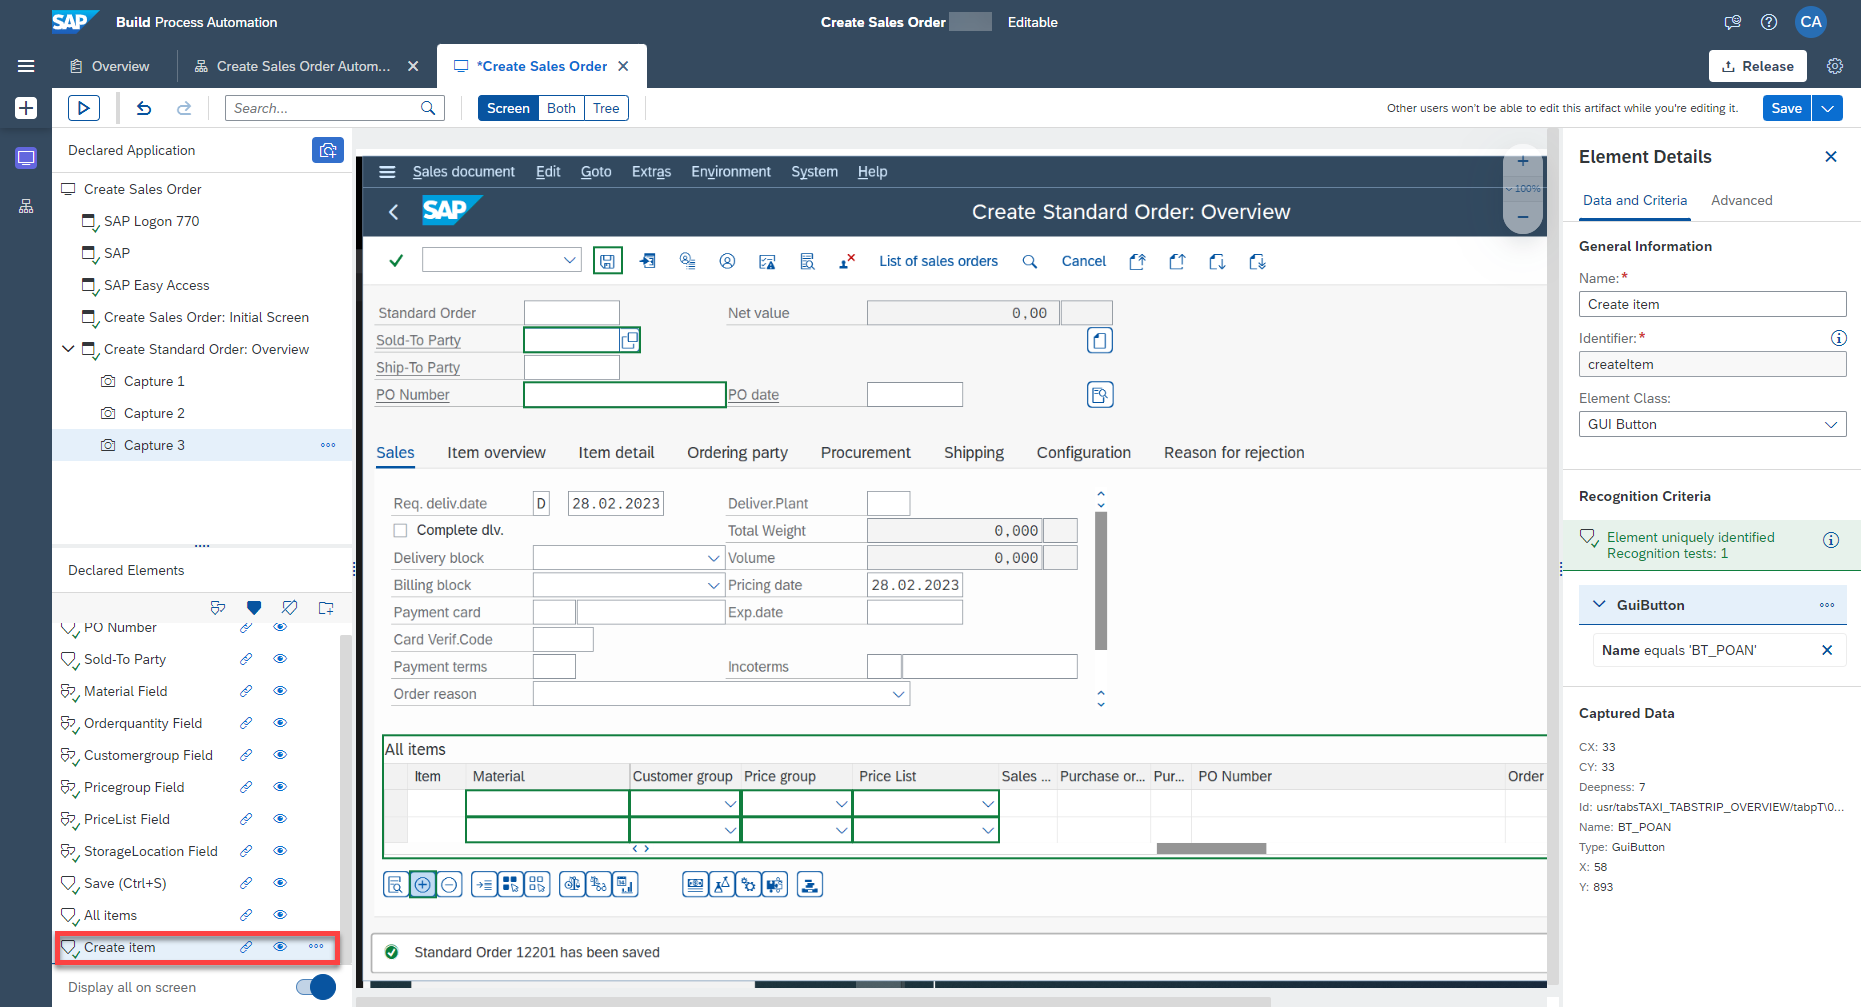 SAP Build Process Automation
Create Sales Order
Editable
CA
Overview
Create Sales Order Autom...
*Create Sales Order
Release
Search...
Screen
Both
Tree
Other users won't be able to edit this artifact while you're editing it.
Save
Declared Application
Create Sales Order
SAP Logon 770
SAP
SAP Easy Access
Create Sales Order: Initial Screen
Create Standard Order: Overview
Capture 1
Capture 2
Capture 3
Declared Elements
PO Number
Sold-To Party
Material Field
Orderquantity Field
Customergroup Field
Pricegroup Field
PriceList Field
StorageLocation Field
Save (Ctrl+S)
All items
Create item
Display all on screen
Sales document
Edit
Goto
Extras
Environment
System
Help
100%
SAP
Create Standard Order: Overview
List of sales orders
Cancel
Standard Order
Net value
0,00
Sold-To Party
Ship-To Party
PO Number
PO date
Sales
Item overview
Item detail
Ordering party
Procurement
Shipping
Configuration
Reason for rejection
Req. deliv.date
D
28.02.2023
Deliver.Plant
Complete dlv.
Total Weight
0,000
Delivery block
Volume
0,000
Billing block
Pricing date
28.02.2023
Payment card
Exp.date
Card Verif.Code
Payment terms
Incoterms
Order reason
All items
Item
Material
Customer group
Price group
Price List
Sales ...
Purchase or...
Pur...
PO Number
Order
Standard Order 12201 has been saved
Element Details
Data and Criteria
Advanced
General Information
Name:*
Create item
Identifier:*
createItem
Element Class:
GUI Button
Recognition Criteria
Element uniquely identified
Recognition tests: 1
GuiButton
Name equals 'BT_POAN'
Captured Data
CX: 33
CY: 33
Deepness: 7
Id: usr/tabsTAXI_TABSTRIP_OVERVIEW/tabpT\0...
Name: BT_POAN
Type: GuiButton
X: 58
Y: 893